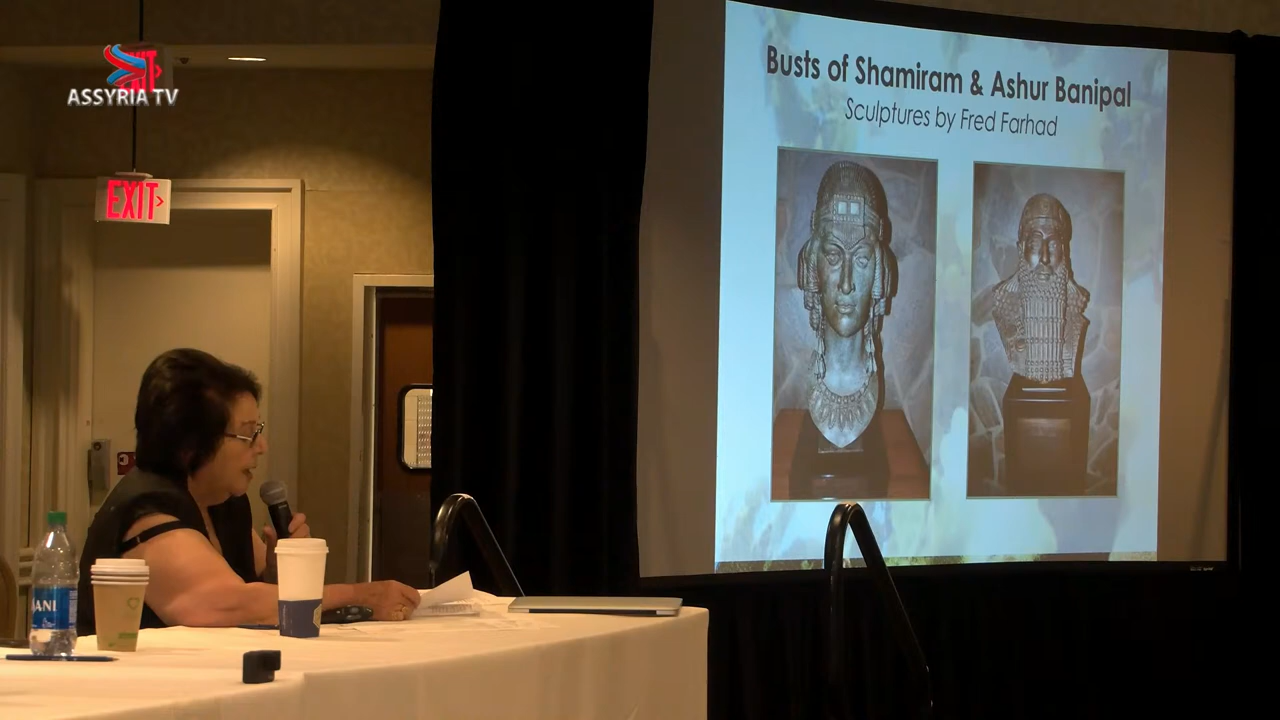 ASSYRIA TV
EXIT
Busts of Shamiram & Ashur Banipal
Sculptures by Fred Farhad